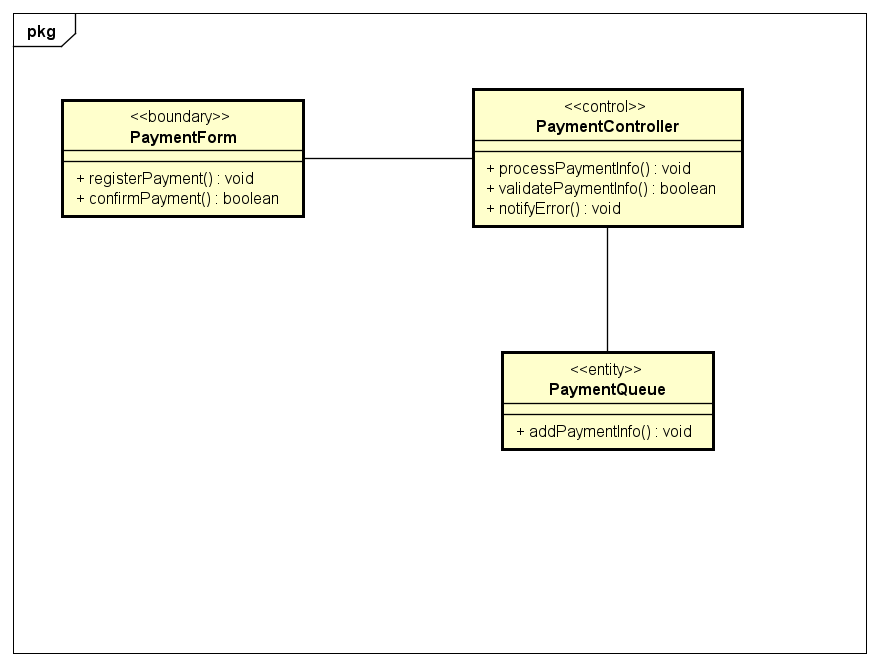 pkg
<<boundary>>
PaymentForm
+ registerPayment() : void
+ confirmPayment() : boolean
<<control>>
PaymentController
+ processPaymentInfo() : void
+ validatePaymentInfo() : boolean
+ notifyError() : void
<<entity>>
PaymentQueue
+ addPaymentInfo() : void